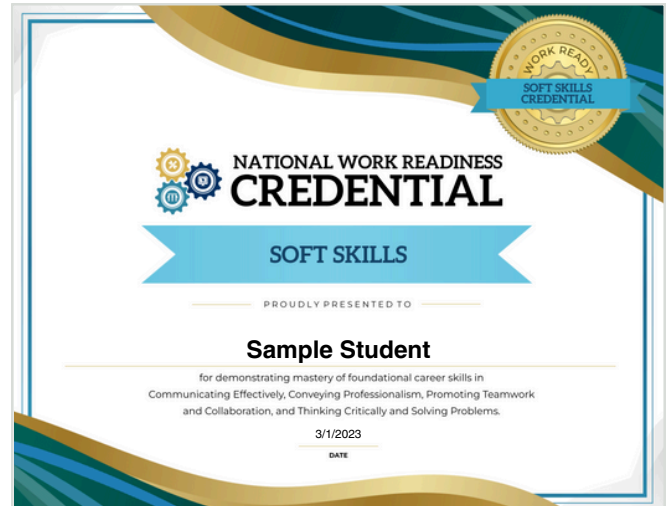 WORK READY
SOFT SKILLS
CREDENTIAL
NATIONAL WORK READINESS
CREDENTIAL
SOFT SKILLS
PROUDLY PRESENTED TO
Sample Student
for demonstrating mastery of foundational career skills in
Communicating Effectively, Conveying Professionalism, Promoting Teamwork
and Collaboration, and Thinking Critically and Solving Problems.
3/1/2023
DATE